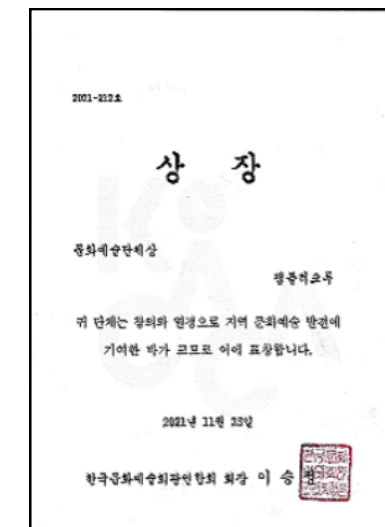 2021-212호
상 장
문화예술단체상
귀 단체는 창의와 열정으로 지역 문화예술 발전에
기여한 바가 크므로 이에 표창합니다.
2021년 11월 23일
한국문화예술회관연합회 회장 이 승